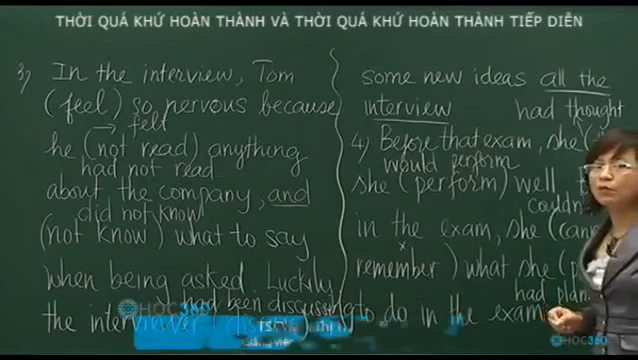 THỜI QUÁ KHỨ HOÀN THÀNH VÀ THỜI QUÁ KHỨ HOÀN THÀNH TIẾP DIỄN
3) In the interview, Tom
(feel) so nervous because
felt
he (not read) anything
had not read
about the company, and
did not know
(not know) what to say
when being asked. Luckily
had been discussing
the interviewer
some new ideas all the
interview
had thought
4) Before that exam, she
would perform
she (perform) well
in the exam, she
remember) what she
had
to do in the exam
HOC360
Giảng viên
HOC360